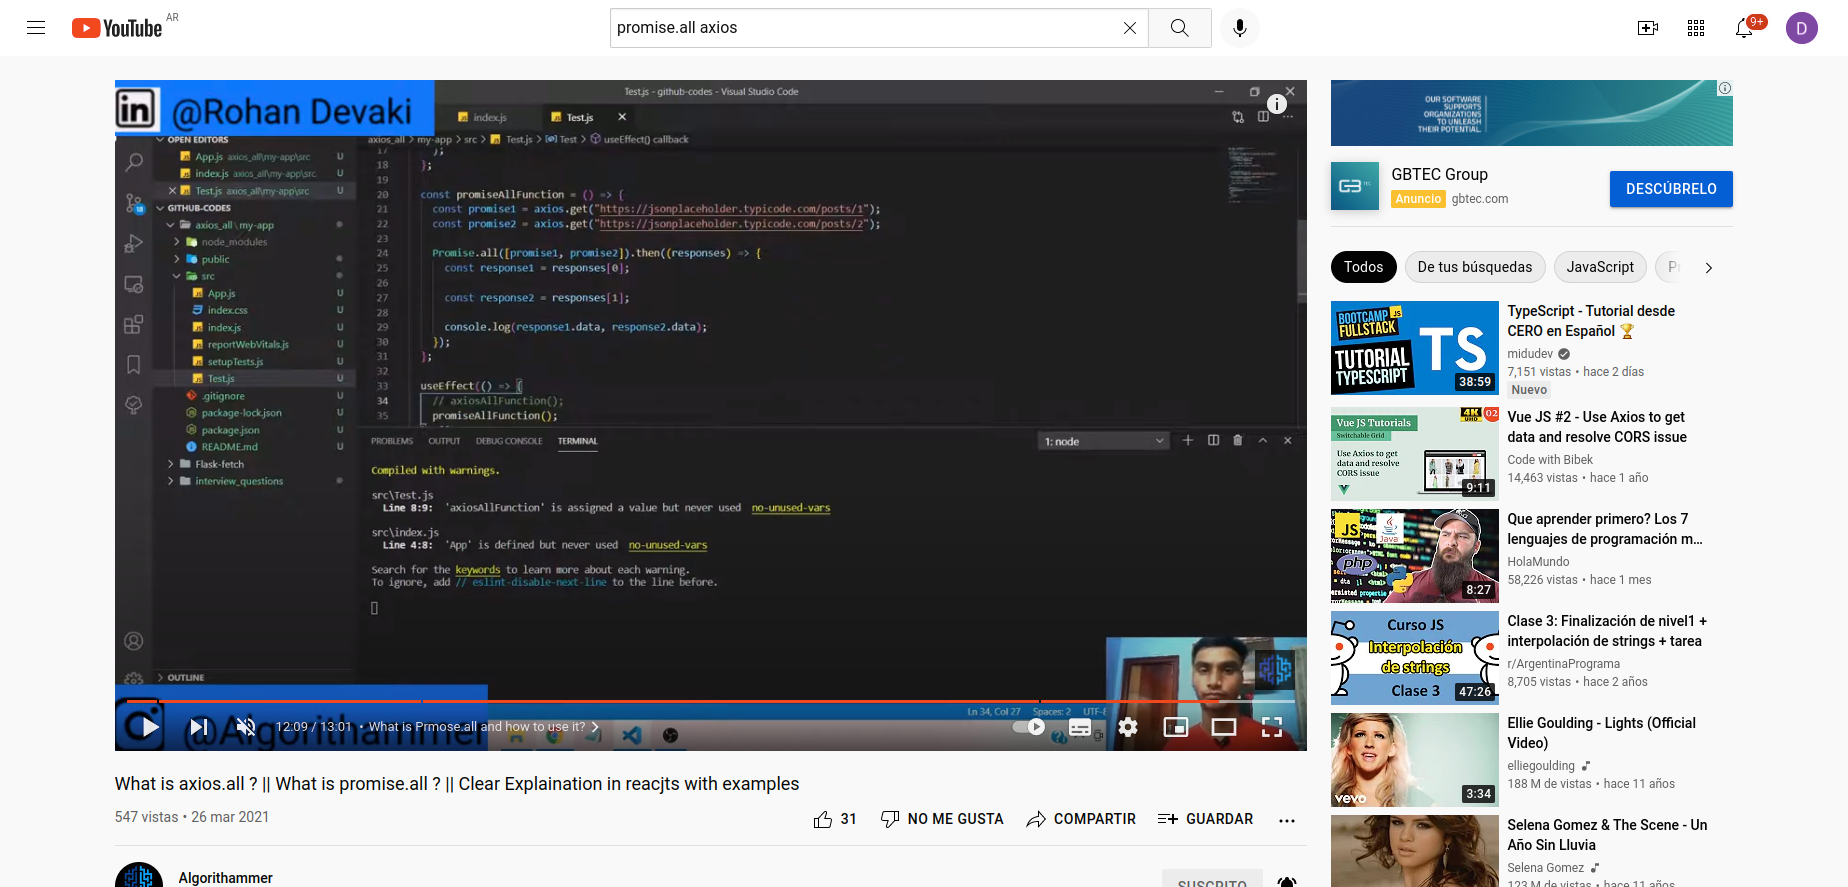 YouTube AR
promise.all axios
9+
D
in @Rohan Devaki
Test.js - github-codes - Visual Studio Code
index.js
Test.js
OPEN EDITORS
App.js axios_all\my-app\src U
index.js axios_all\my-app\src U
Test.js axios_all\my-app\src U
GITHUB-CODES
axios_all \ my-app
node_modules
public
src
App.js U
index.css U
index.js U
reportWebVitals.js U
setupTests.js U
Test.js U
.gitignore U
package-lock.json U
package.json U
README.md U
Flask-fetch
interview_questions
OUTLINE
axios_all > my-app > src > Test.js > Test > useEffect() callback
17 };
18 };
19
20 const promiseAllFunction = () => {
21 const promise1 = axios.get("https://jsonplaceholder.typicode.com/posts/1");
22 const promise2 = axios.get("https://jsonplaceholder.typicode.com/posts/2");
23
24 Promise.all([promise1, promise2]).then((responses) => {
25 const response1 = responses[0];
26
27 const response2 = responses[1];
28
29 console.log(response1.data, response2.data);
30 });
31 };
32
33 useEffect(() => {
34 // axiosAllFunction();
35 promiseAllFunction();
PROBLEMS OUTPUT DEBUG CONSOLE TERMINAL
1: node
Compiled with warnings.
src\Test.js
Line 8:9: 'axiosAllFunction' is assigned a value but never used no-unused-vars
src\index.js
Line 4:8: 'App' is defined but never used no-unused-vars
Search for the keywords to learn more about each warning.
To ignore, add // eslint-disable-next-line to the line before.
Ln 34, Col 27 Spaces: 2 UTF-8
@Algorithammer
12:09 / 13:01 • What is Prmose.all and how to use it?
What is axios.all ? || What is promise.all ? || Clear Explaination in reacjts with examples
547 vistas • 26 mar 2021
31 NO ME GUSTA COMPARTIR GUARDAR
Algorithammer
SUSCRITO
OUR SOFTWARE
SUPPORTS
ORGANIZATIONS
TO UNLEASH
THEIR POTENTIAL.
GBTEC
GBTEC Group
Anuncio gbtec.com
DESCÚBRELO
Todos De tus búsquedas JavaScript
BOOTCAMP JS
FULLSTACK
TUTORIAL
TYPESCRIPT
TS
38:59
TypeScript - Tutorial desde
CERO en Español 🏆
midudev
7,151 vistas • hace 2 días
Nuevo
Vue JS Tutorials
Switchable Grid
4K
02
Use Axios to get
data and resolve
CORS issue
9:11
Vue JS #2 - Use Axios to get
data and resolve CORS issue
Code with Bibek
14,463 vistas • hace 1 año
JS
Java
php
8:27
Que aprender primero? Los 7
lenguajes de programación m...
HolaMundo
58,226 vistas • hace 1 mes
Curso JS
Interpolación
de strings
Clase 3
47:26
Clase 3: Finalización de nivel1 +
interpolación de strings + tarea
r/ArgentinaPrograma
8,705 vistas • hace 2 años
vevo
3:34
Ellie Goulding - Lights (Official
Video)
elliegoulding
188 M de vistas • hace 11 años
Selena Gomez & The Scene - Un
Año Sin Lluvia
Selena Gomez
123 M de vistas • hace 11 años